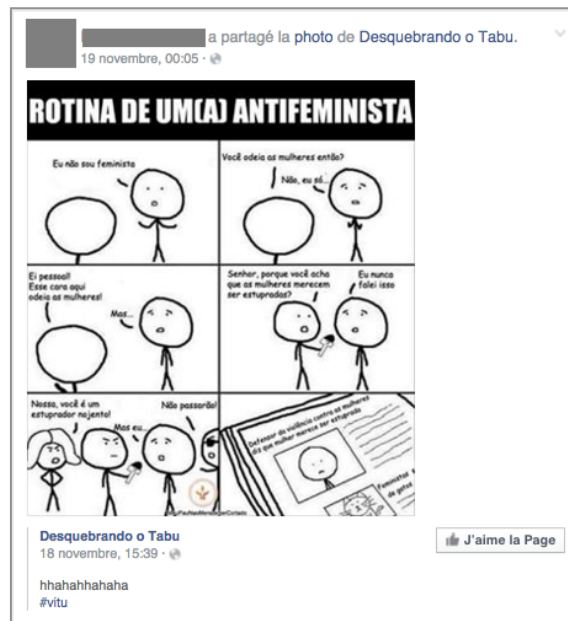 a partagé la photo de Desquebrando o Tabu.
19 novembre, 00:05 ·
ROTINA DE UM(A) ANTIFEMINISTA
Eu não sou feminista
Você odeia as mulheres então?
Não, eu só...
Ei pessoal!
Esse cara aqui
odeia as mulheres!
Mas...
Senhor, porque você acha
que as mulheres merecem
ser estupradas?
Eu nunca
falei isso
Nossa, você é um
estuprador nojento!
Mas eu...
Não passarão!
Defensor da violência contra as mulheres
diz que mulher merece ser estuprada
Feministas
de gatos
Desquebrando o Tabu
18 novembre, 15:39 ·
J'aime la Page
hhahahhahaha
#vitu